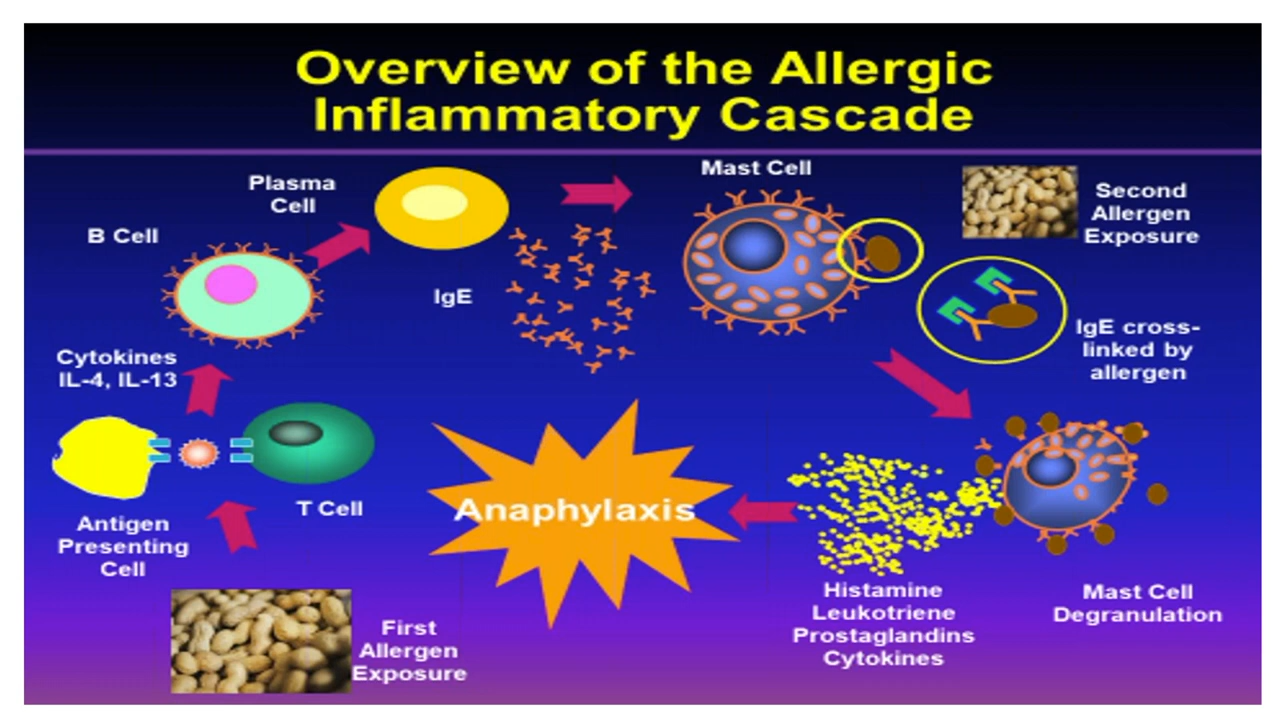 Overview of the Allergic
Inflammatory Cascade
Plasma
Cell
B Cell
IgE
Mast Cell
Second
Allergen
Exposure
IgE cross-
linked by
allergen
Cytokines
IL-4, IL-13
T Cell
Antigen
Presenting
Cell
First
Allergen
Exposure
Anaphylaxis
Histamine
Leukotriene
Prostaglandins
Cytokines
Mast Cell
Degranulation